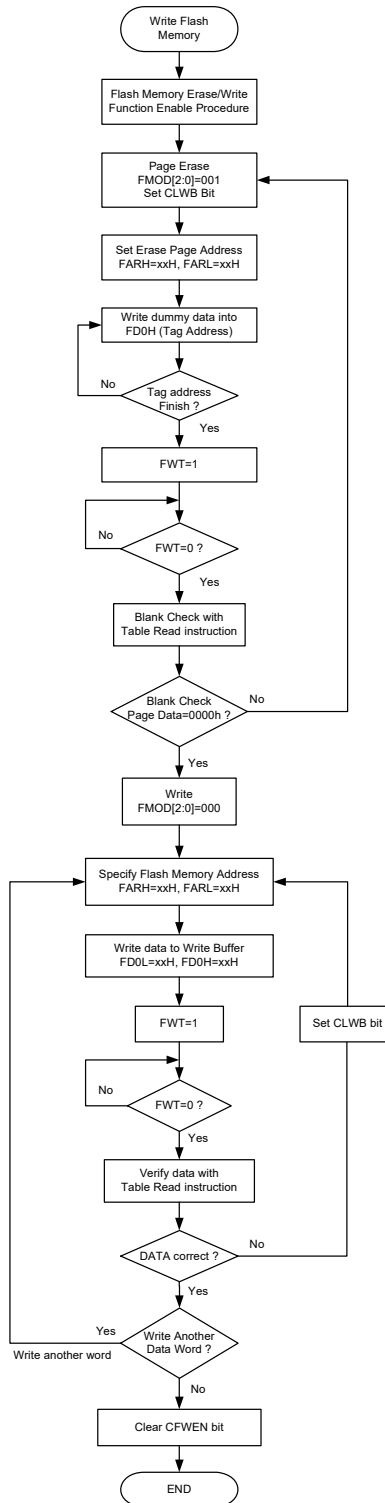 Write Flash
Memory
Flash Memory Erase/Write
Function Enable Procedure
Page Erase
FMOD[2:0]=001
Set CLWB Bit
Set Erase Page Address
FARH=xxH, FARL=xxH
Write dummy data into
FD0H (Tag Address)
No
Tag address
Finish ?
Yes
FWT=1
No
FWT=0 ?
Yes
Blank Check with
Table Read instruction
Blank Check
Page Data=0000h ?
No
Yes
Write
FMOD[2:0]=000
Specify Flash Memory Address
FARH=xxH, FARL=xxH
Write data to Write Buffer
FD0L=xxH, FD0H=xxH
FWT=1
Set CLWB bit
No
FWT=0 ?
Yes
Verify data with
Table Read instruction
DATA correct ?
No
Yes
Yes
Write another word
Write Another
Data Word ?
No
Clear CFWEN bit
END